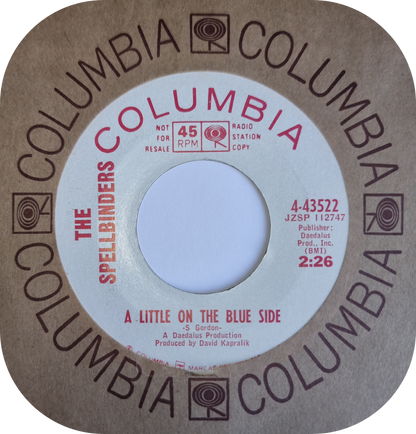 COLUMBIA
COLUMBIA
COLUMBIA
COLUMBIA
COLUMBIA
NOT
FOR
RESALE
45
RPM
RADIO
STATION
COPY
THE
SPELLBINDERS
4-43522
JZSP 112747
Publisher:
Daedalus
Prod., Inc.
(BMI)
2:26
A LITTLE ON THE BLUE SIDE
-S Gordon-
A Daedalus Production
Produced by David Kapralik
COLUMBIA
MARCAS